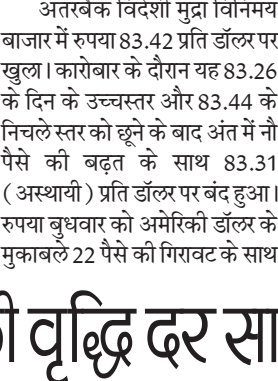 अंतरबैंक विदेशी मुद्रा विनिमय
बाजार में रुपया 83.42 प्रति डॉलर पर
खुला। कारोबार के दौरान यह 83.26
के दिन के उच्चस्तर और 83.44 के
निचले स्तर को छूने के बाद अंत में नौ
पैसे की बढ़त के साथ 83.31
(अस्थायी) प्रति डॉलर पर बंद हुआ।
रुपया बुधवार को अमेरिकी डॉलर के
मुकाबले 22 पैसे की गिरावट के साथ
वृद्धि दर